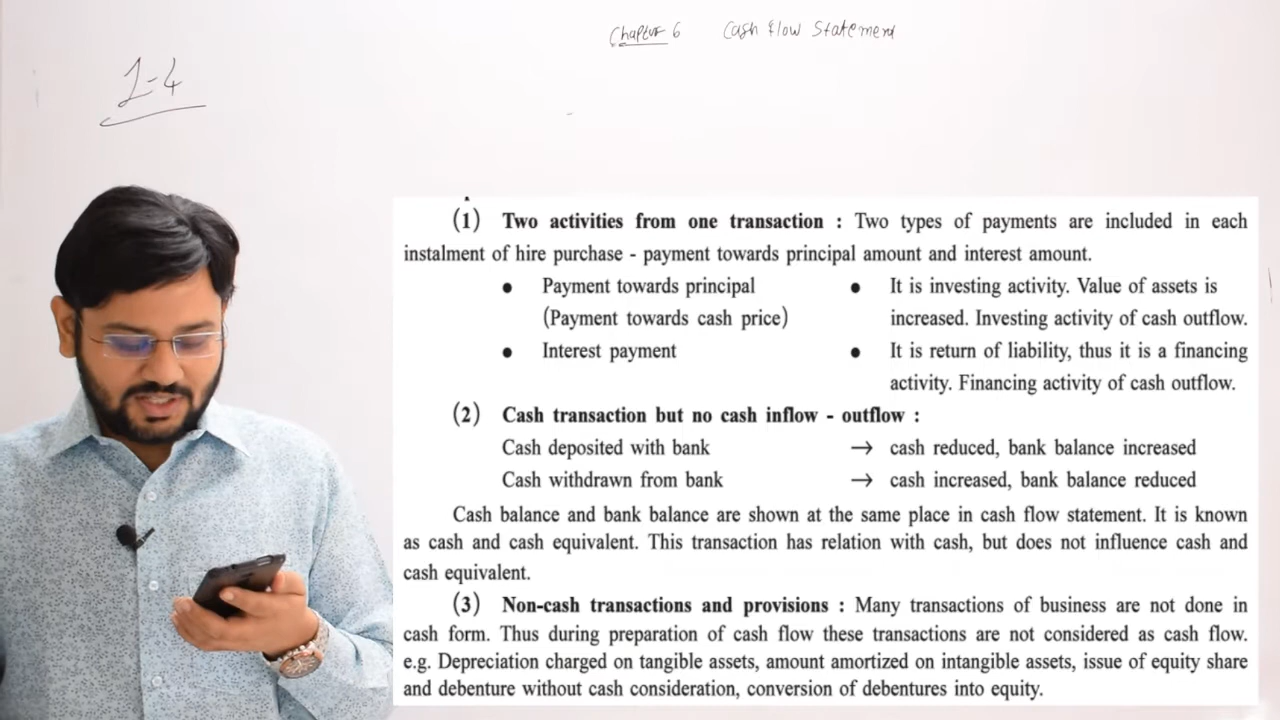 Chapter 6 Cash flow Statement
1-4
(1) Two activities from one transaction : Two types of payments are included in each
instalment of hire purchase - payment towards principal amount and interest amount.
• Payment towards principal • It is investing activity. Value of assets is
(Payment towards cash price) increased. Investing activity of cash outflow.
• Interest payment • It is return of liability, thus it is a financing
activity. Financing activity of cash outflow.
(2) Cash transaction but no cash inflow - outflow :
Cash deposited with bank → cash reduced, bank balance increased
Cash withdrawn from bank → cash increased, bank balance reduced
Cash balance and bank balance are shown at the same place in cash flow statement. It is known
as cash and cash equivalent. This transaction has relation with cash, but does not influence cash and
cash equivalent.
(3) Non-cash transactions and provisions : Many transactions of business are not done in
cash form. Thus during preparation of cash flow these transactions are not considered as cash flow.
e.g. Depreciation charged on tangible assets, amount amortized on intangible assets, issue of equity share
and debenture without cash consideration, conversion of debentures into equity.